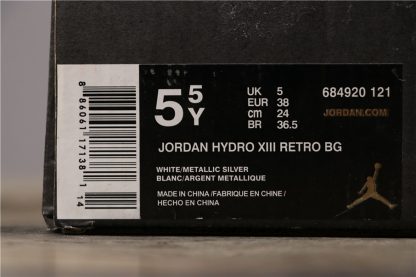 5 5 Y
UK 5
EUR 38
cm 24
BR 36.5
684920 121
JORDAN.COM
JORDAN HYDRO XIII RETRO BG
WHITE/METALLIC SILVER
BLANC/ARGENT METALLIQUE
MADE IN CHINA /FABRIQUE EN CHINE /
HECHO EN CHINA
8 86061 17138 1 14